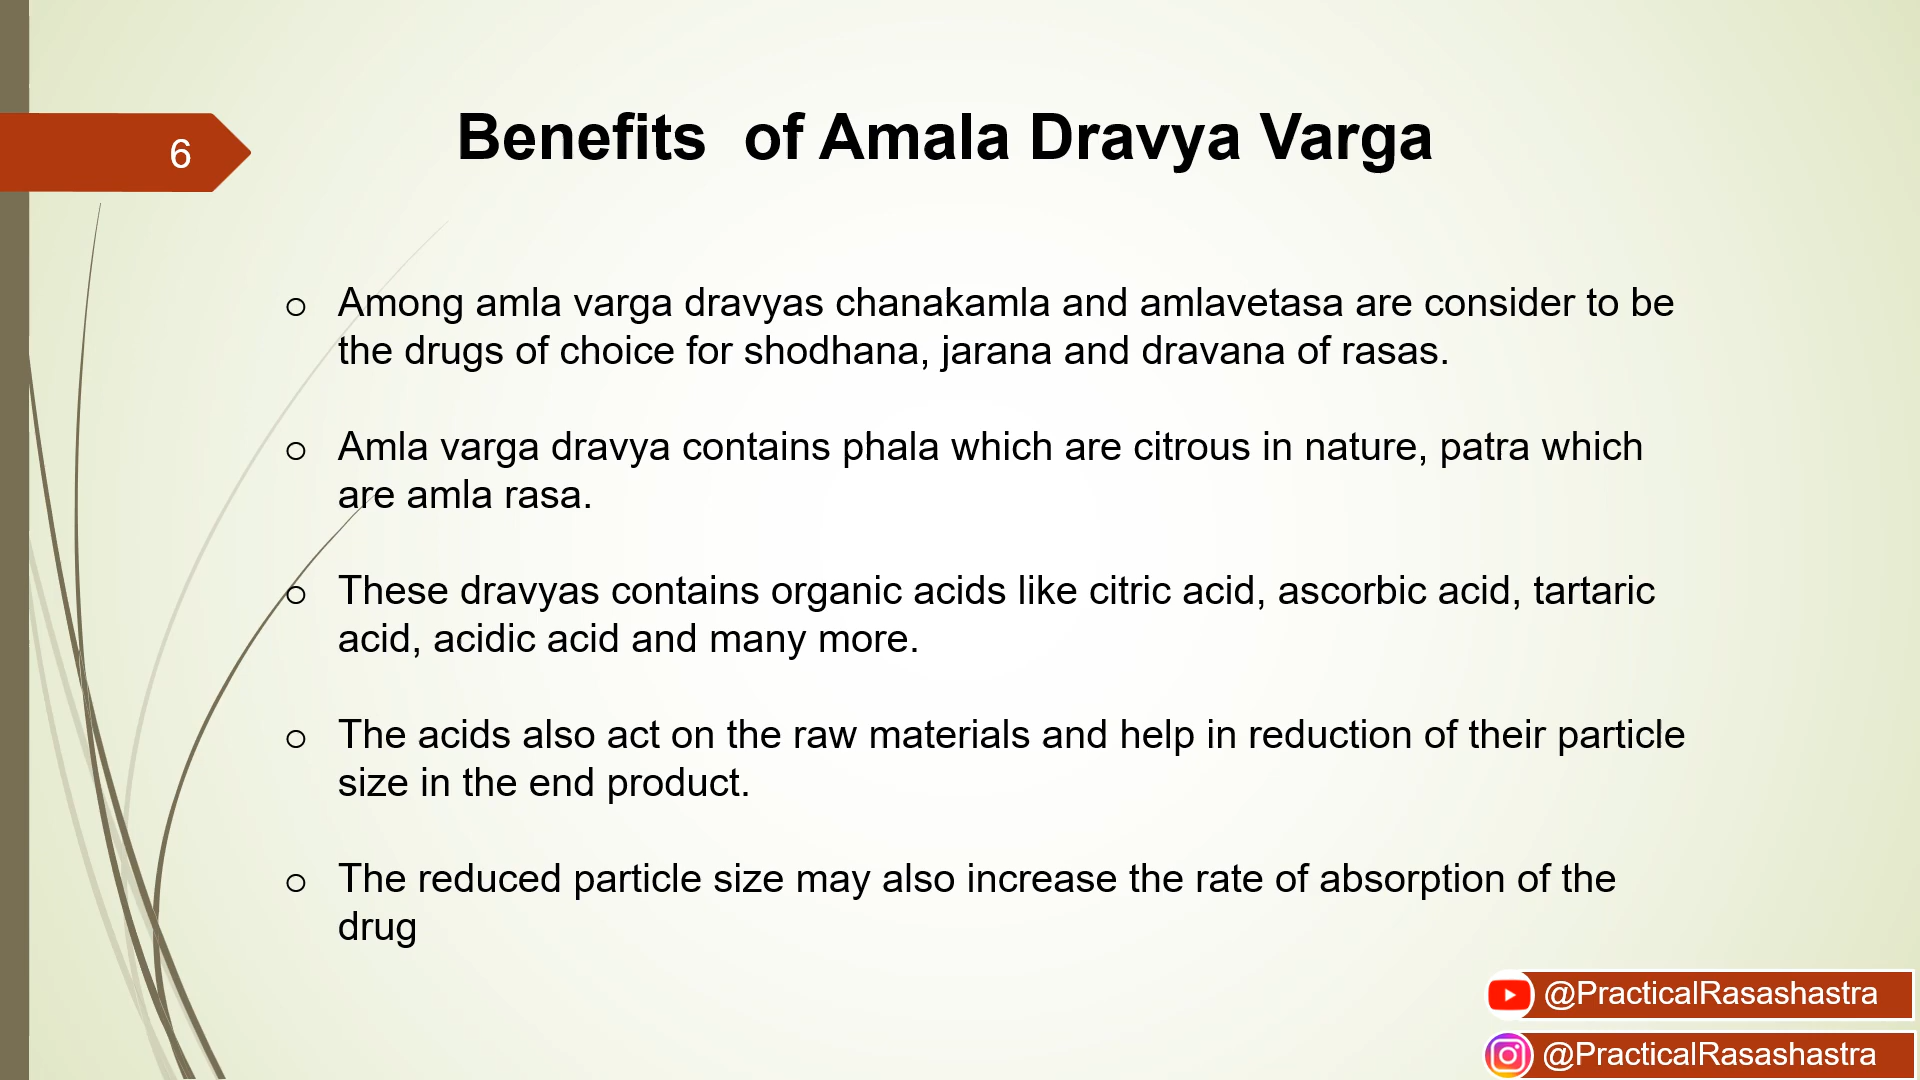 6
Benefits  of Amala Dravya Varga
o Among amla varga dravyas chanakamla and amlavetasa are consider to be
the drugs of choice for shodhana, jarana and dravana of rasas.
o Amla varga dravya contains phala which are citrous in nature, patra which
are amla rasa.
o These dravyas contains organic acids like citric acid, ascorbic acid, tartaric
acid, acidic acid and many more.
o The acids also act on the raw materials and help in reduction of their particle
size in the end product.
o The reduced particle size may also increase the rate of absorption of the
drug
@PracticalRasashastra
@PracticalRasashastra